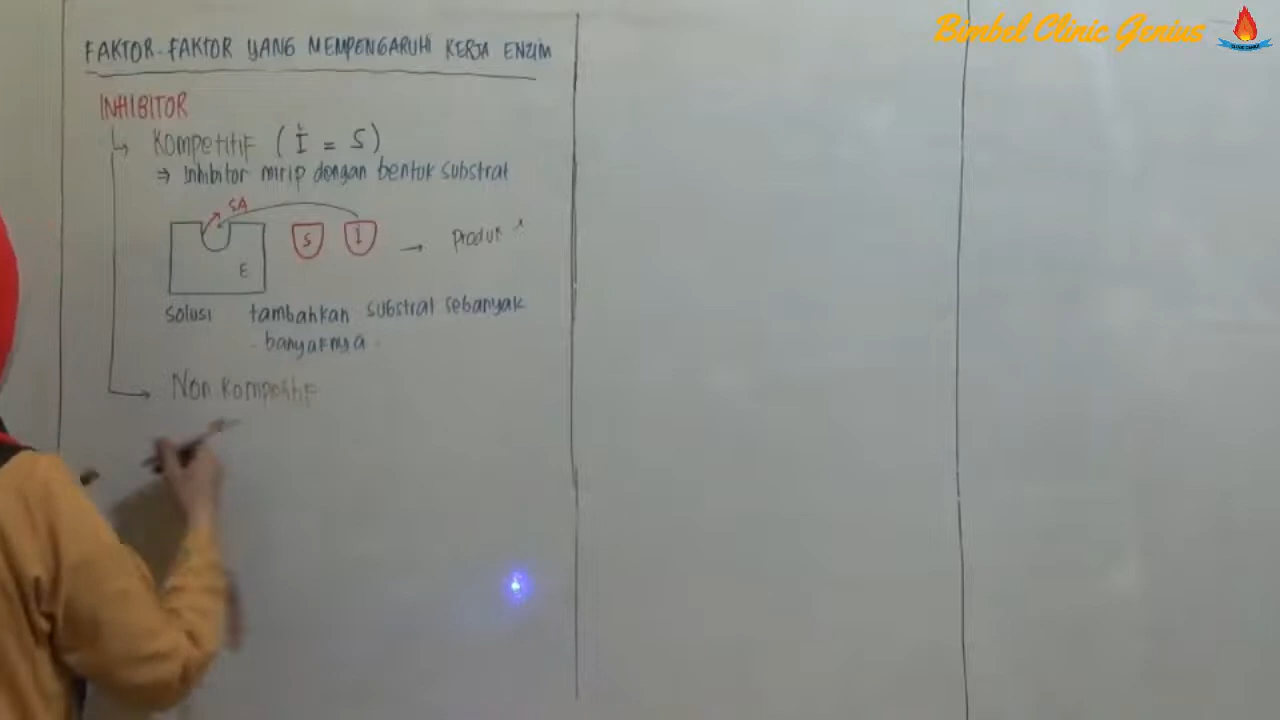 Bimbel Clinic Genius
FAKTOR-FAKTOR YANG MEMPENGARUHI KERJA ENZIM
INHIBITOR
↳ Kompetitif ( I = S )
⇒ Inhibitor mirip dengan bentuk substrat
SA
E
S
I
→ Produk x
Solusi tambahkan substrat sebanyak
- banyaknya -
→ Non Kompetitif